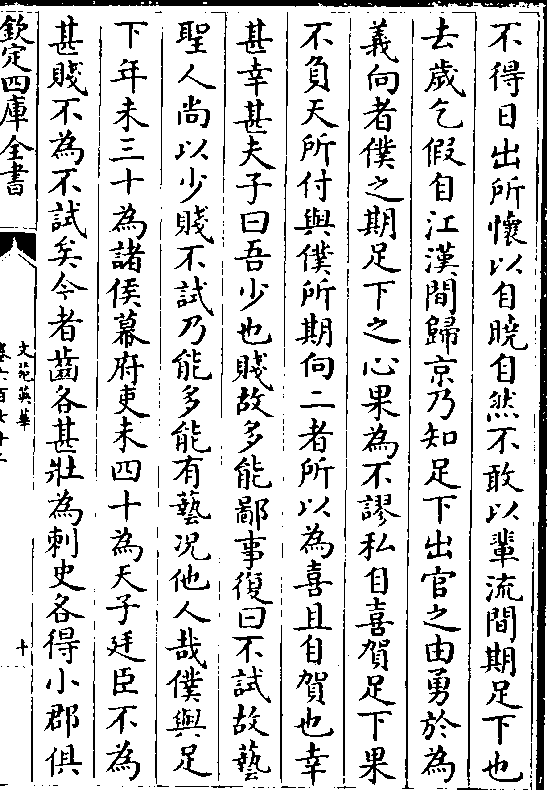 不得日出所懷以自曉自然不敢以輩流間期足下也
去歲乞假自江漢間歸京乃知足下出官之由勇於為
義向者僕之期足下之心果為不謬私自喜賀足下果
不負天所付與僕所期向二者所以為喜且自賀也幸
甚幸甚夫子曰吾少也賤故多能鄙事復曰不試故藝
聖人尚以少賤不試乃能多能有藝况他人哉僕與足
下年未三十為諸侯幕府吏未四十為天子廷臣不為
甚賤不為不試矣今者齒各甚壯為刺史各得小郡俱
欽定四庫全書
文苑英華
卷六百七十二
十